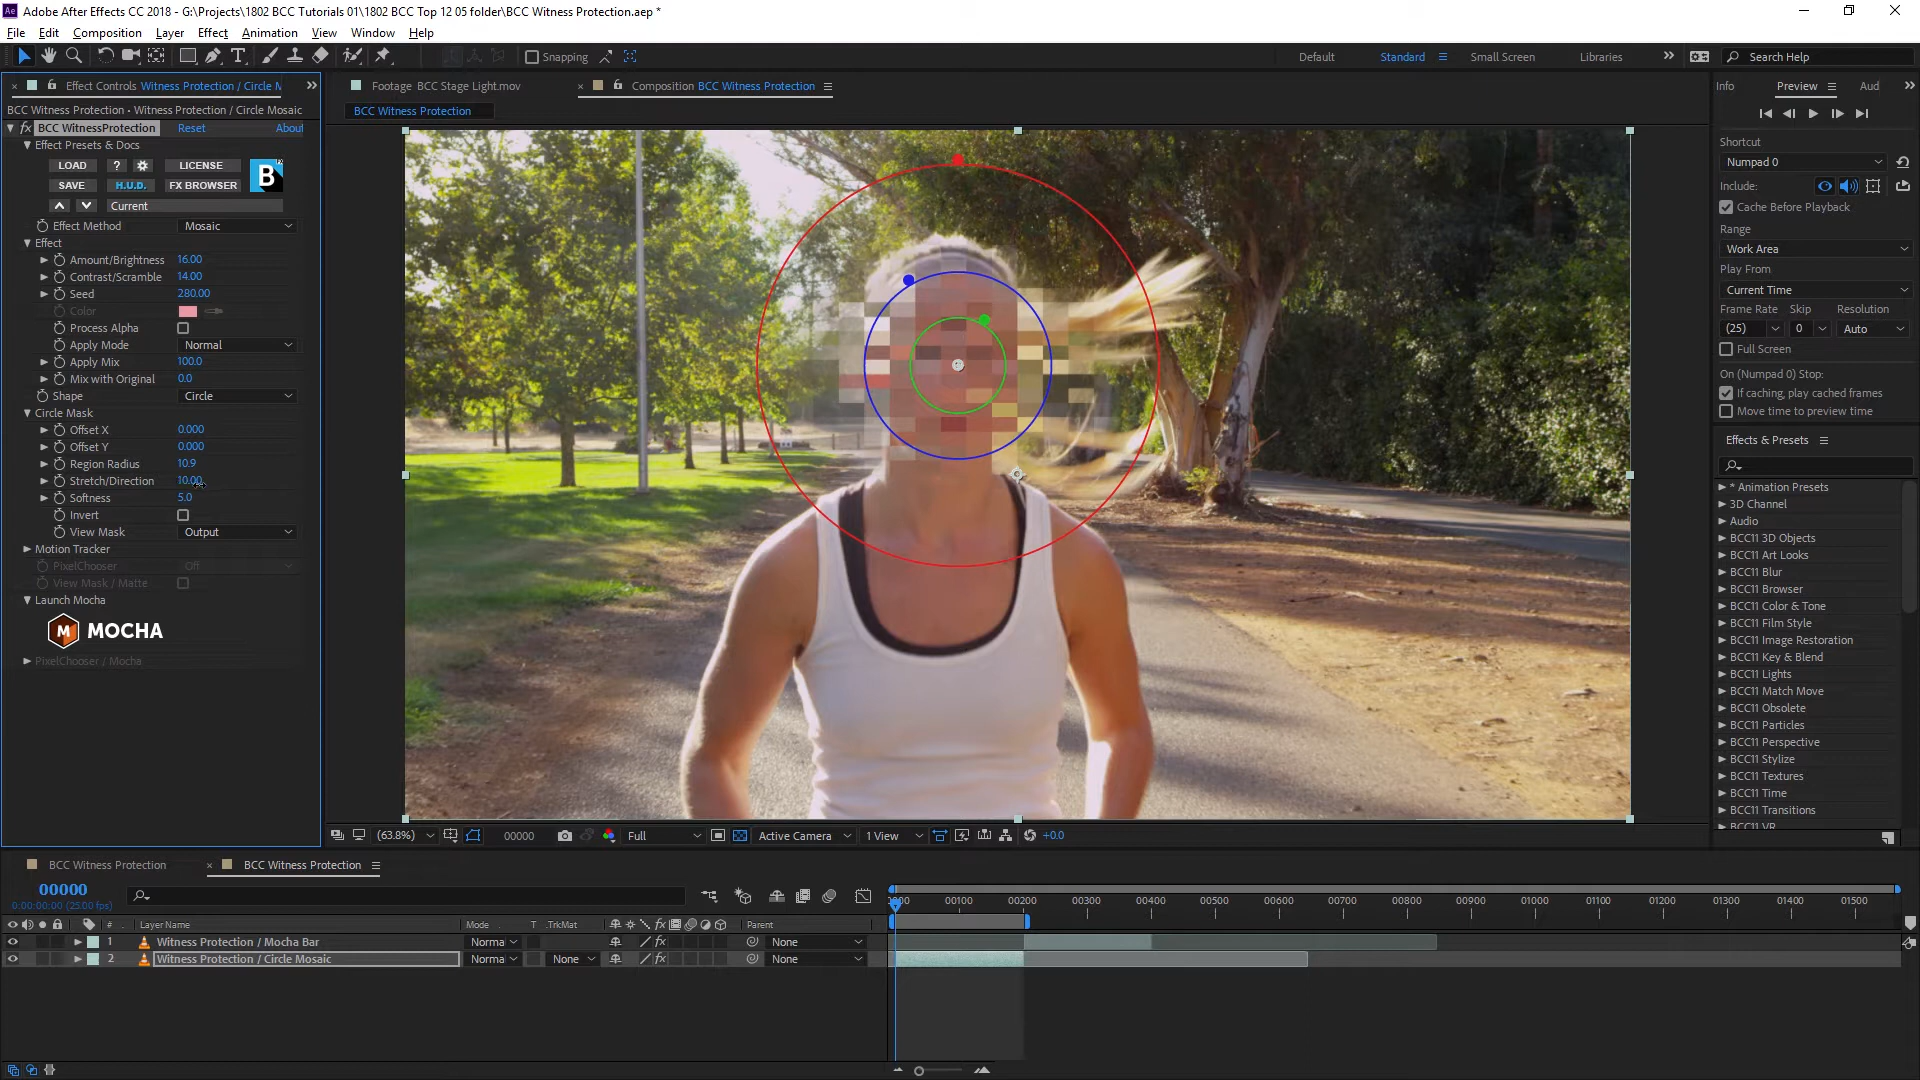 Adobe After Effects CC 2018 - G:\Projects\1802 BCC Tutorials 01\1802 BCC Top 12 05 folder\BCC Witness Protection.aep *
File Edit Composition Layer Effect Animation View Window Help
Snapping Default Standard Small Screen Libraries Search Help
Effect Controls Witness Protection / Circle M
BCC Witness Protection • Witness Protection / Circle Mosaic
fx BCC WitnessProtection Reset About
Effect Presets & Docs
LOAD ? LICENSE
SAVE H.U.D. FX BROWSER
B
Current
Effect Method Mosaic
Effect
Amount/Brightness 16.00
Contrast/Scramble 14.00
Seed 280.00
Color
Process Alpha
Apply Mode Normal
Apply Mix 100.0
Mix with Original 0.0
Shape Circle
Circle Mask
Offset X 0.000
Offset Y 0.000
Region Radius 10.9
Stretch/Direction 10.00
Softness 5.0
Invert
View Mask Output
Motion Tracker
PixelChooser Off
View Mask / Matte
Launch Mocha
M MOCHA
PixelChooser / Mocha
Footage BCC Stage Light.mov
Composition BCC Witness Protection
BCC Witness Protection
(63.8%) 00000 Full Active Camera 1 View +0.0
Info Preview Aud
Shortcut
Numpad 0
Include:
Cache Before Playback
Range
Work Area
Play From
Current Time
Frame Rate Skip Resolution
(25) 0 Auto
Full Screen
On (Numpad 0) Stop:
If caching, play cached frames
Move time to preview time
Effects & Presets
* Animation Presets
3D Channel
Audio
BCC11 3D Objects
BCC11 Art Looks
BCC11 Blur
BCC11 Browser
BCC11 Color & Tone
BCC11 Film Style
BCC11 Image Restoration
BCC11 Key & Blend
BCC11 Lights
BCC11 Match Move
BCC11 Obsolete
BCC11 Particles
BCC11 Perspective
BCC11 Stylize
BCC11 Textures
BCC11 Time
BCC11 Transitions
BCC11 VR
BCC Witness Protection BCC Witness Protection
00000
0:00:00:00 (25.00 fps)
00100 00200 00300 00400 00500 00600 00700 00800 00900 01000 01100 01200 01300 01400 01500
# Layer Name Mode T .TrkMat Parent
1 Witness Protection / Mocha Bar Norma None
2 Witness Protection / Circle Mosaic Norma None None